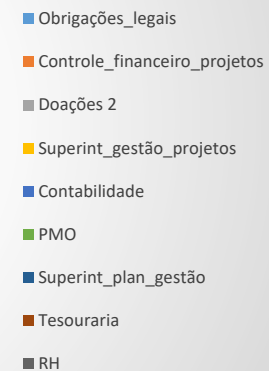 Obrigações_legais
Controle_financeiro_projetos
Doações 2
Superint_gestão_projetos
Contabilidade
PMO
Superint_plan_gestão
Tesouraria
RH